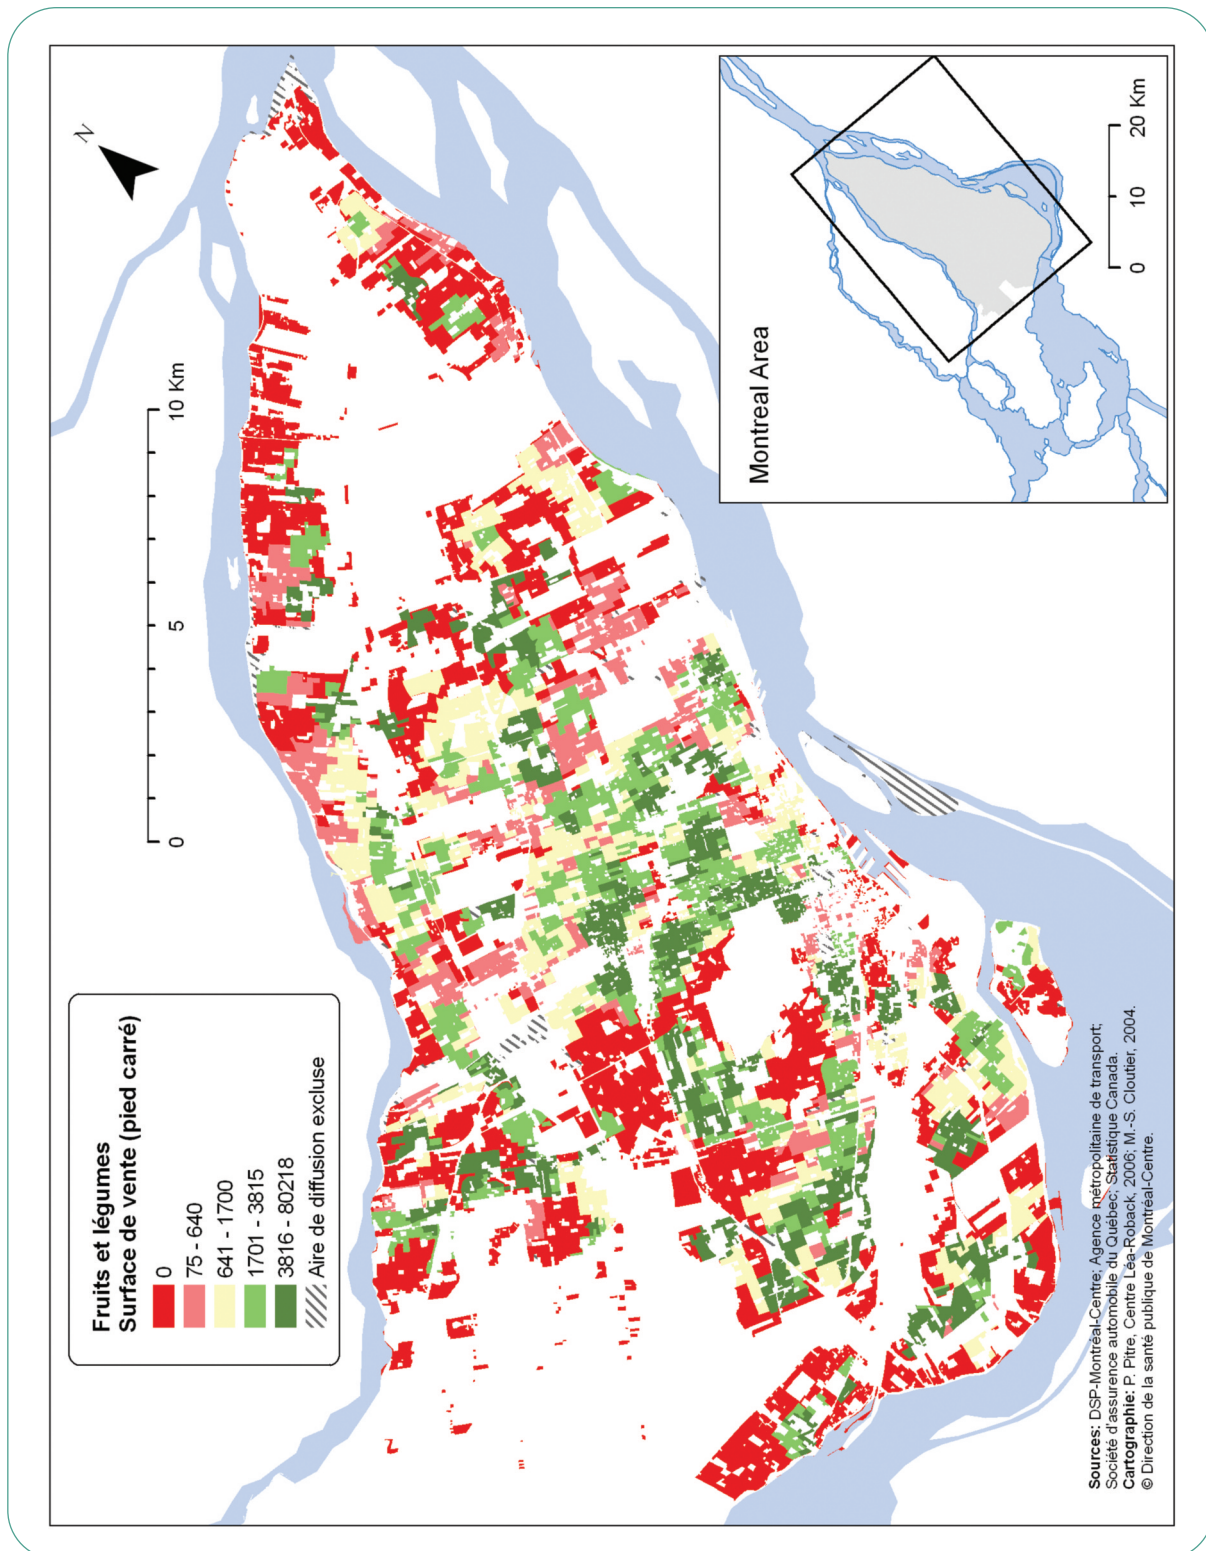 Fruits et légumes
Surface de vente (pied carré)
0
75 - 640
641 - 1700
1701 - 3815
3816 - 80218
Aire de diffusion excluse
0
5
10 Km
N
Montreal Area
0
10
20 Km
Sources: DSP-Montréal-Centre; Agence métropolitaine de transport;
Société d'assurance automobile du Québec; Statistique Canada.
Cartographie: P. Pitre, Centre Léa-Roback, 2006; M.-S. Cloutier, 2004.
© Direction de la santé publique de Montréal-Centre.